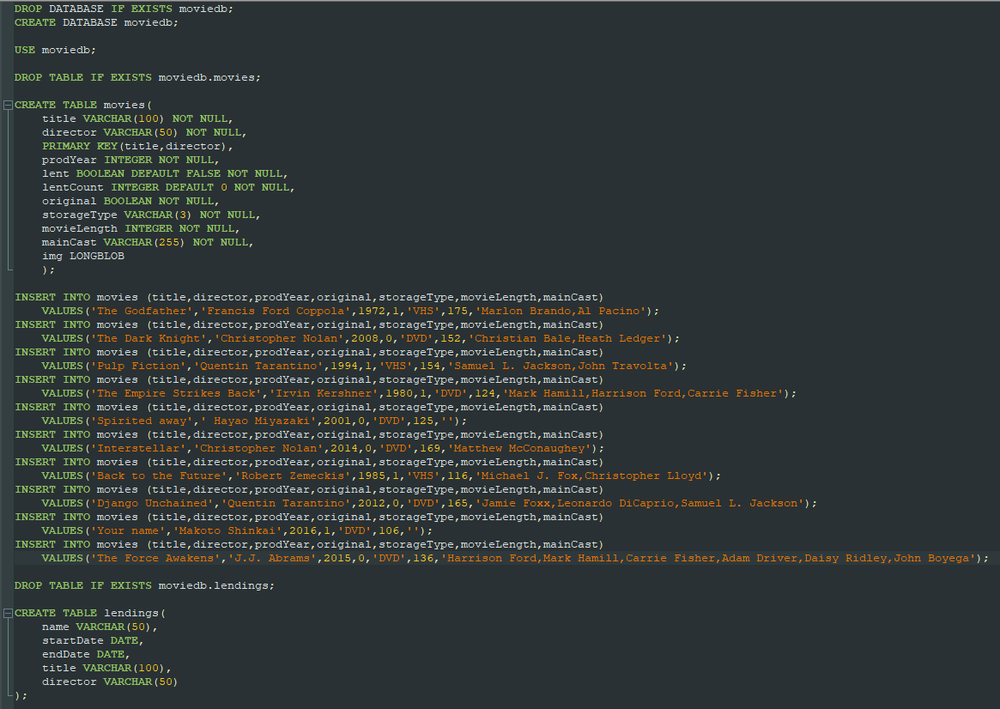 DROP DATABASE IF EXISTS moviedb;
CREATE DATABASE moviedb;
USE moviedb;
DROP TABLE IF EXISTS moviedb.movies;
CREATE TABLE movies(
    title VARCHAR(100) NOT NULL,
    director VARCHAR(50) NOT NULL,
    PRIMARY KEY(title,director),
    prodYear INTEGER NOT NULL,
    lent BOOLEAN DEFAULT FALSE NOT NULL,
    lentCount INTEGER DEFAULT 0 NOT NULL,
    original BOOLEAN NOT NULL,
    storageType VARCHAR(3) NOT NULL,
    movieLength INTEGER NOT NULL,
    mainCast VARCHAR(255) NOT NULL,
    img LONGBLOB
    );
INSERT INTO movies (title,director,prodYear,original,storageType,movieLength,mainCast)
    VALUES('The Godfather','Francis Ford Coppola',1972,1,'VHS',175,'Marlon Brando,Al Pacino');
INSERT INTO movies (title,director,prodYear,original,storageType,movieLength,mainCast)
    VALUES('The Dark Knight','Christopher Nolan',2008,0,'DVD',152,'Christian Bale,Heath Ledger');
INSERT INTO movies (title,director,prodYear,original,storageType,movieLength,mainCast)
    VALUES('Pulp Fiction','Quentin Tarantino',1994,1,'VHS',154,'Samuel L. Jackson,John Travolta');
INSERT INTO movies (title,director,prodYear,original,storageType,movieLength,mainCast)
    VALUES('The Empire Strikes Back','Irvin Kershner',1980,1,'DVD',124,'Mark Hamill,Harrison Ford,Carrie Fisher');
INSERT INTO movies (title,director,prodYear,original,storageType,movieLength,mainCast)
    VALUES('Spirited away',' Hayao Miyazaki',2001,0,'DVD',125,'');
INSERT INTO movies (title,director,prodYear,original,storageType,movieLength,mainCast)
    VALUES('Interstellar','Christopher Nolan',2014,0,'DVD',169,'Matthew McConaughey');
INSERT INTO movies (title,director,prodYear,original,storageType,movieLength,mainCast)
    VALUES('Back to the Future','Robert Zemeckis',1985,1,'VHS',116,'Michael J. Fox,Christopher Lloyd');
INSERT INTO movies (title,director,prodYear,original,storageType,movieLength,mainCast)
    VALUES('Django Unchained','Quentin Tarantino',2012,0,'DVD',165,'Jamie Foxx,Leonardo DiCaprio,Samuel L. Jackson');
INSERT INTO movies (title,director,prodYear,original,storageType,movieLength,mainCast)
    VALUES('Your name','Makoto Shinkai',2016,1,'DVD',106,'');
INSERT INTO movies (title,director,prodYear,original,storageType,movieLength,mainCast)
    VALUES('The Force Awakens','J.J. Abrams',2015,0,'DVD',136,'Harrison Ford,Mark Hamill,Carrie Fisher,Adam Driver,Daisy Ridley,John Boyega');
DROP TABLE IF EXISTS moviedb.lendings;
CREATE TABLE lendings(
    name VARCHAR(50),
    startDate DATE,
    endDate DATE,
    title VARCHAR(100),
    director VARCHAR(50)
);